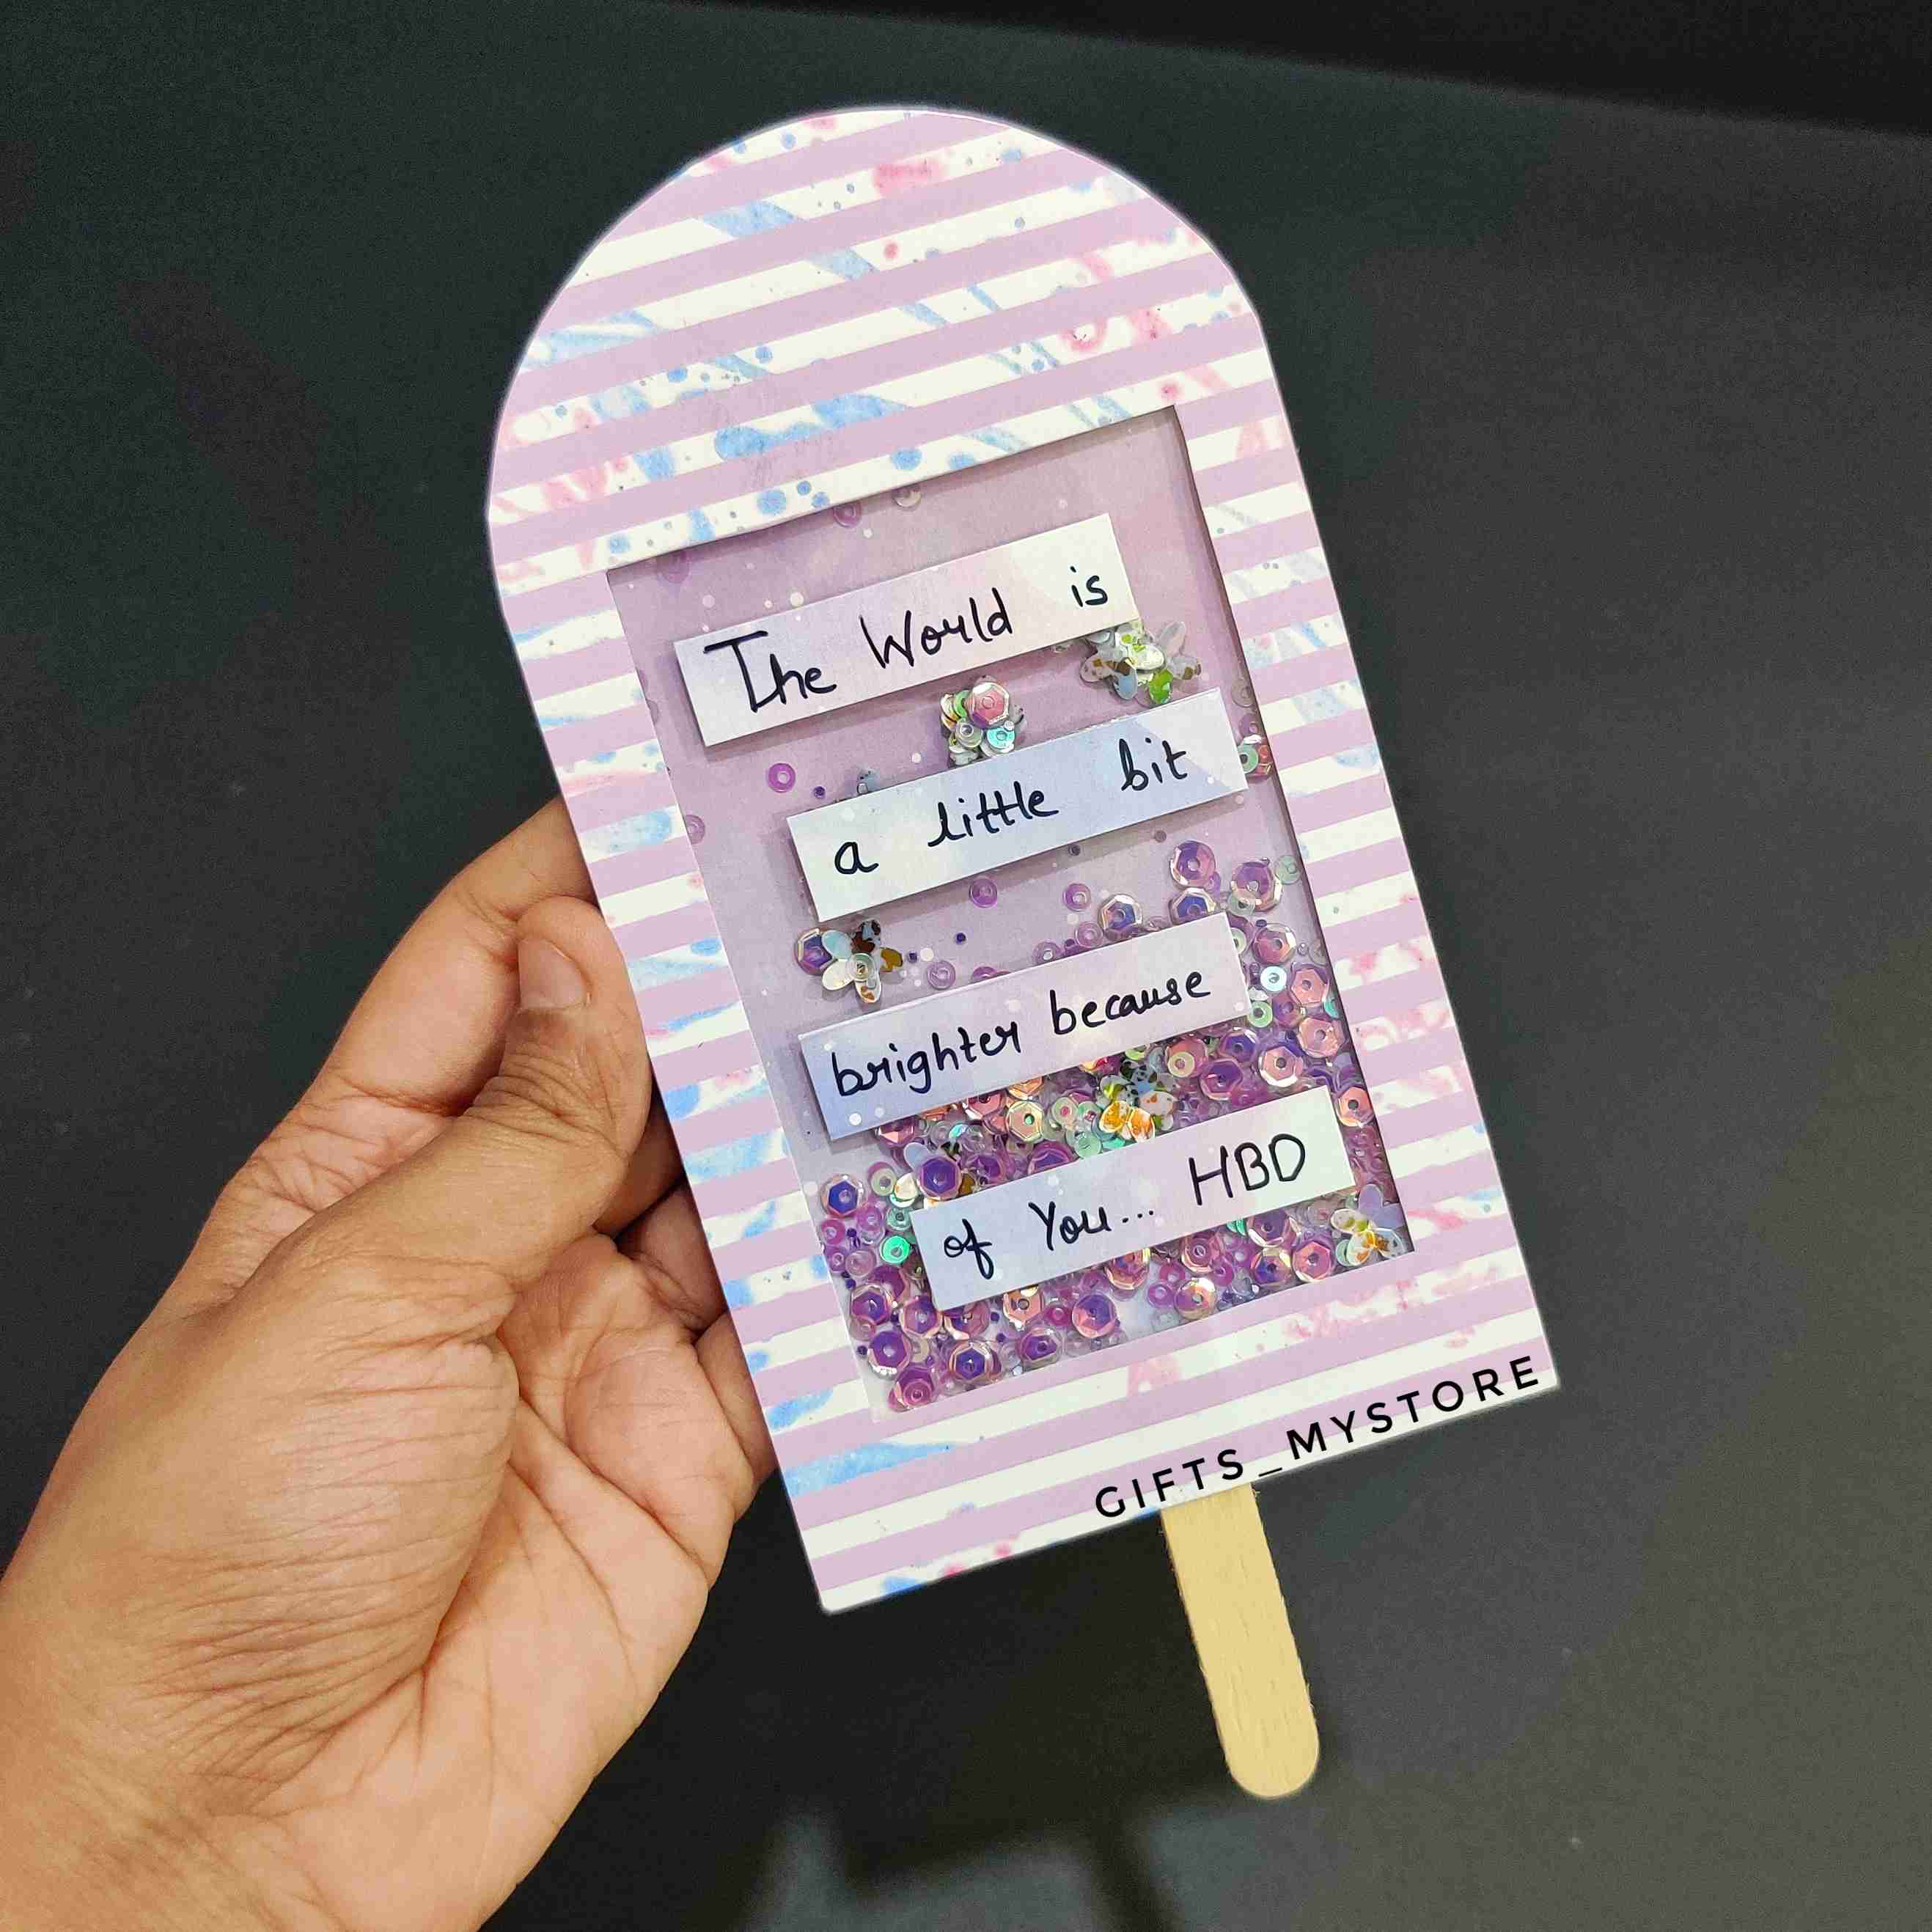 The World is
a little bit
brighter because
of You... HBD
GIFTS_MYSTORE